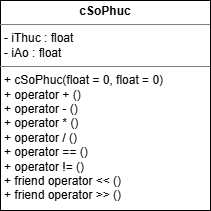 cSoPhuc
- iThuc : float
- iAo : float
+ cSoPhuc(float = 0, float = 0)
+ operator + ()
+ operator - ()
+ operator * ()
+ operator / ()
+ operator == ()
+ operator != ()
+ friend operator << ()
+ friend operator >> ()